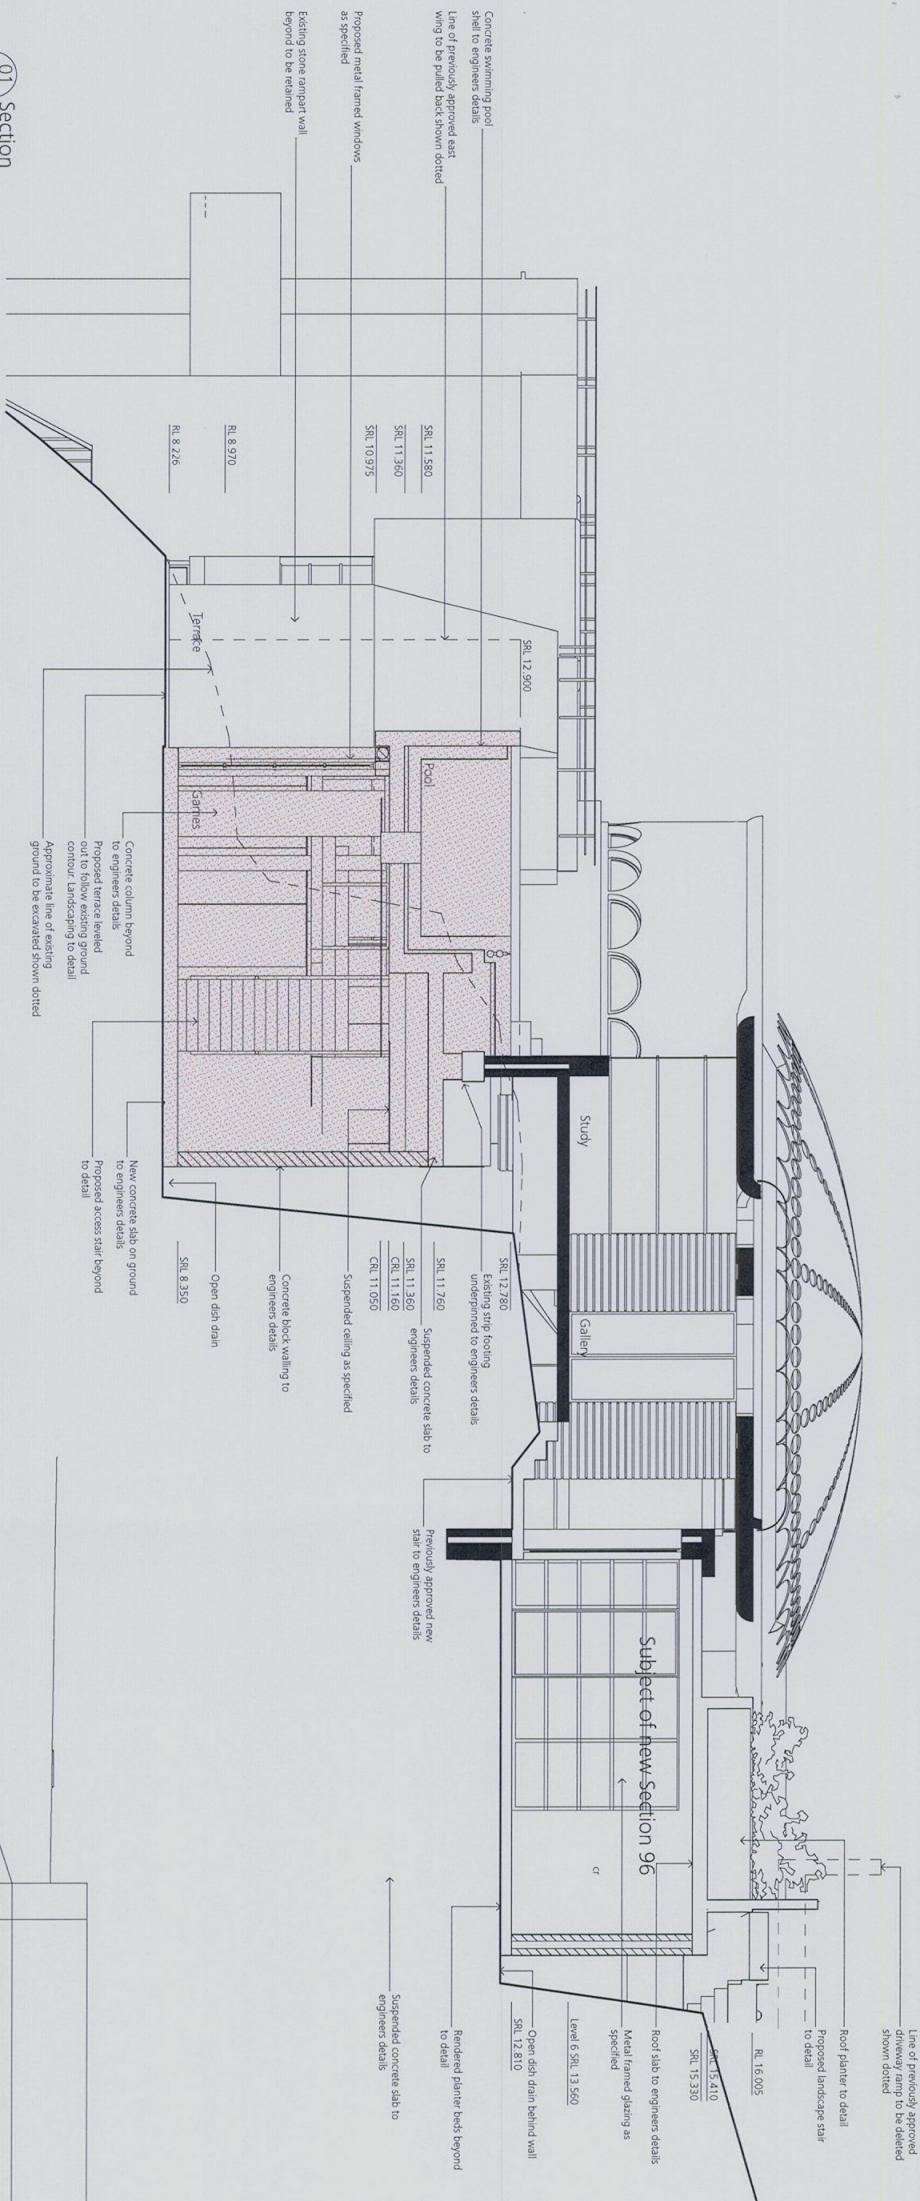 Concrete swimming pool
shell to engineers details
Line of previously approved east
wing to be pulled back shown dotted
Proposed metal framed windows
as specified
Existing stone rampart wall
beyond to be retained
01 Section
SRL 11.580
SRL 11.360
SRL 10.975
RL 8.970
RL 8.226
SRL 12.900
Terrace
Pool
Games
Study
Gallery
Concrete column beyond
to engineers details
Proposed terrace leveled
out to follow existing ground
contour. Landscaping to detail
Approximate line of existing
ground to be excavated shown dotted
New concrete slab on ground
to engineers details
Proposed access stair beyond
to detail
SRL 12.780
SRL 11.760
SRL 11.360
CRL 11.160
CRL 11.050
SRL 8.350
Existing strip footing
underpinned to engineers details
Suspended concrete slab to
engineers details
Suspended ceiling as specified
Concrete block walling to
engineers details
Open dish drain
Previously approved new
stair to engineers details
Subject of new Section 96
cr
Line of previously approved
driveway ramp to be deleted
shown dotted
Roof planter to detail
Proposed landscape stair
to detail
RL 16.005
SRL 15.410
SRL 15.330
Roof slab to engineers details
Metal framed glazing as
specified
Level 6 SRL 13.560
Open dish drain behind wall
SRL 12.810
Rendered planter beds beyond
to detail
Suspended concrete slab to
engineers details